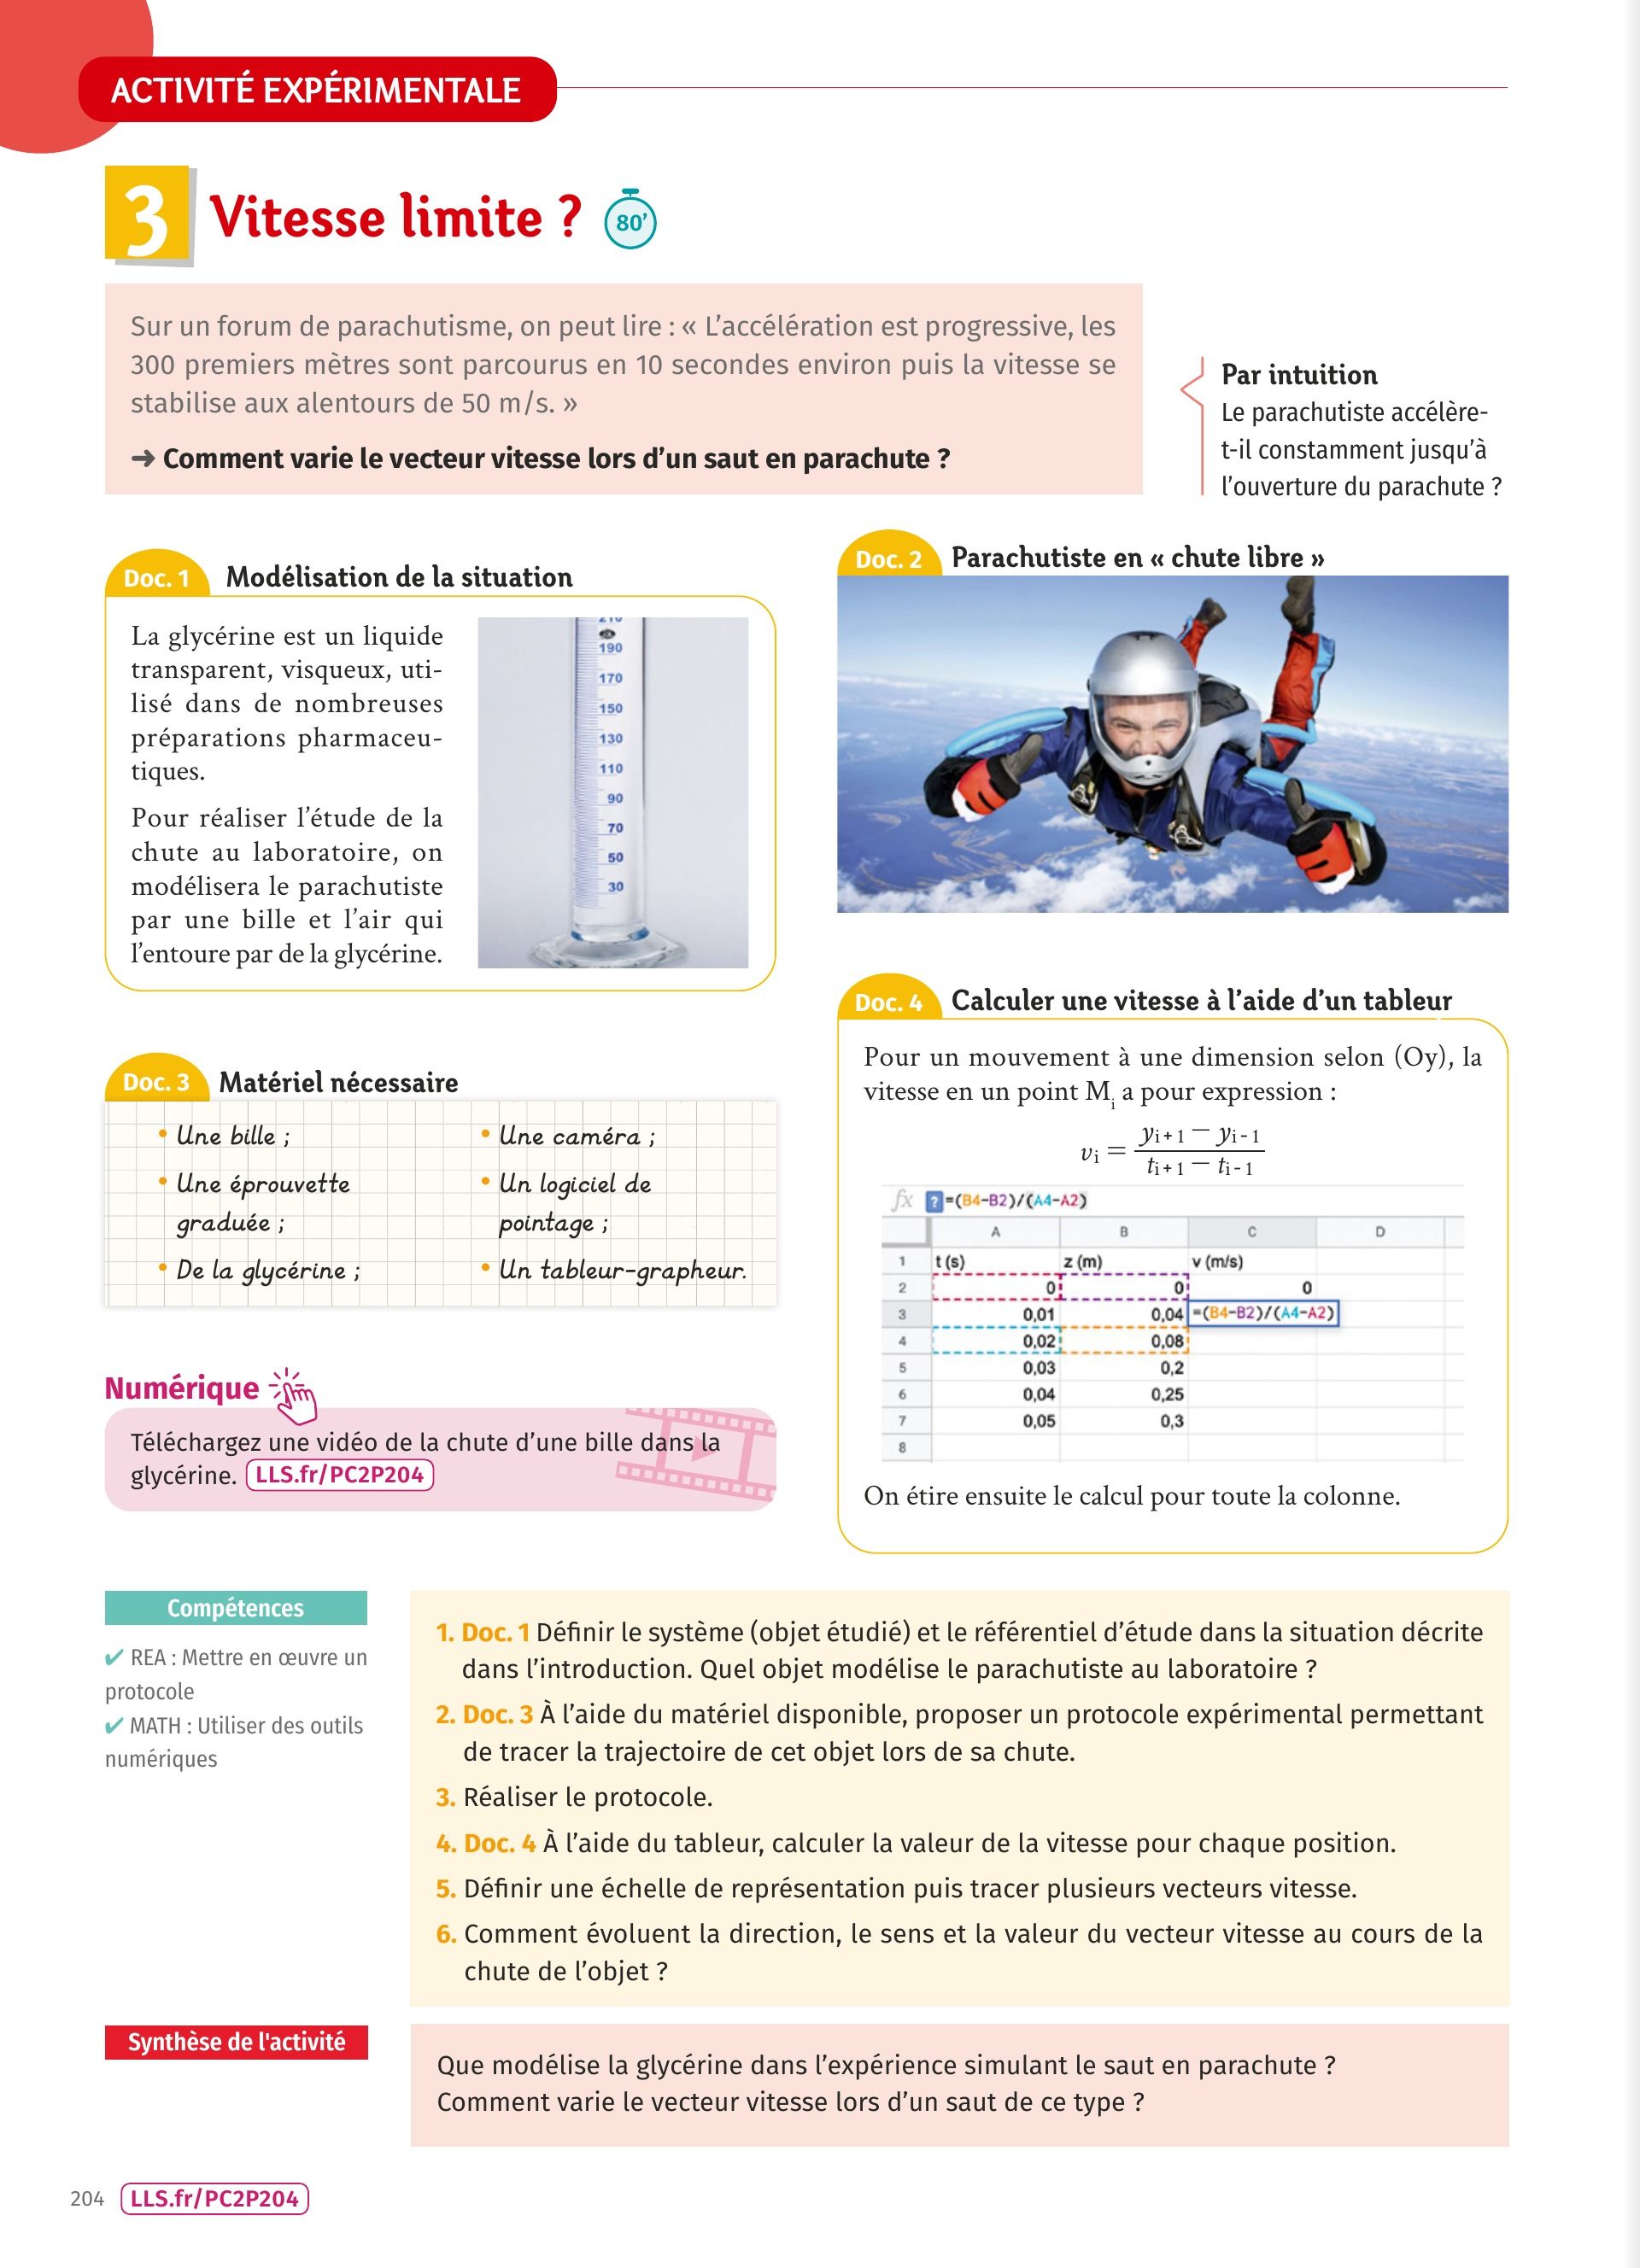 ACTIVITÉ EXPÉRIMENTALE
3 Vitesse limite ? 80’
Sur un forum de parachutisme, on peut lire : « L’accélération est progressive, les
300 premiers mètres sont parcourus en 10 secondes environ puis la vitesse se
stabilise aux alentours de 50 m/s. »
➜ Comment varie le vecteur vitesse lors d’un saut en parachute ?
Par intuition
Le parachutiste accélère-
t-il constamment jusqu’à
l’ouverture du parachute ?
Doc. 1 Modélisation de la situation
La glycérine est un liquide
transparent, visqueux, uti-
lisé dans de nombreuses
préparations pharmaceu-
tiques.
Pour réaliser l’étude de la
chute au laboratoire, on
modélisera le parachutiste
par une bille et l’air qui
l’entoure par de la glycérine.
210
190
170
150
130
110
90
70
50
30
Doc. 2 Parachutiste en « chute libre »
Doc. 3 Matériel nécessaire
• Une bille ;
• Une éprouvette
graduée ;
• De la glycérine ;
• Une caméra ;
• Un logiciel de
pointage ;
• Un tableur-grapheur.
Doc. 4 Calculer une vitesse à l’aide d’un tableur
Pour un mouvement à une dimension selon (Oy), la
vitesse en un point Mi a pour expression :
vi = (yi+1 − yi-1) / (ti+1 − ti-1)
fx ? =(B4-B2)/(A4-A2)
A B C D
1 t (s) z (m) v (m/s)
2 0 0 0
3 0,01 0,04 =(B4-B2)/(A4-A2)
4 0,02 0,08
5 0,03 0,2
6 0,04 0,25
7 0,05 0,3
8
On étire ensuite le calcul pour toute la colonne.
Numérique
Téléchargez une vidéo de la chute d’une bille dans la
glycérine. LLS.fr/PC2P204
Compétences
✔ REA : Mettre en œuvre un
protocole
✔ MATH : Utiliser des outils
numériques
1. Doc. 1 Définir le système (objet étudié) et le référentiel d’étude dans la situation décrite
dans l’introduction. Quel objet modélise le parachutiste au laboratoire ?
2. Doc. 3 À l’aide du matériel disponible, proposer un protocole expérimental permettant
de tracer la trajectoire de cet objet lors de sa chute.
3. Réaliser le protocole.
4. Doc. 4 À l’aide du tableur, calculer la valeur de la vitesse pour chaque position.
5. Définir une échelle de représentation puis tracer plusieurs vecteurs vitesse.
6. Comment évoluent la direction, le sens et la valeur du vecteur vitesse au cours de la
chute de l’objet ?
Synthèse de l'activité
Que modélise la glycérine dans l’expérience simulant le saut en parachute ?
Comment varie le vecteur vitesse lors d’un saut de ce type ?
204 LLS.fr/PC2P204